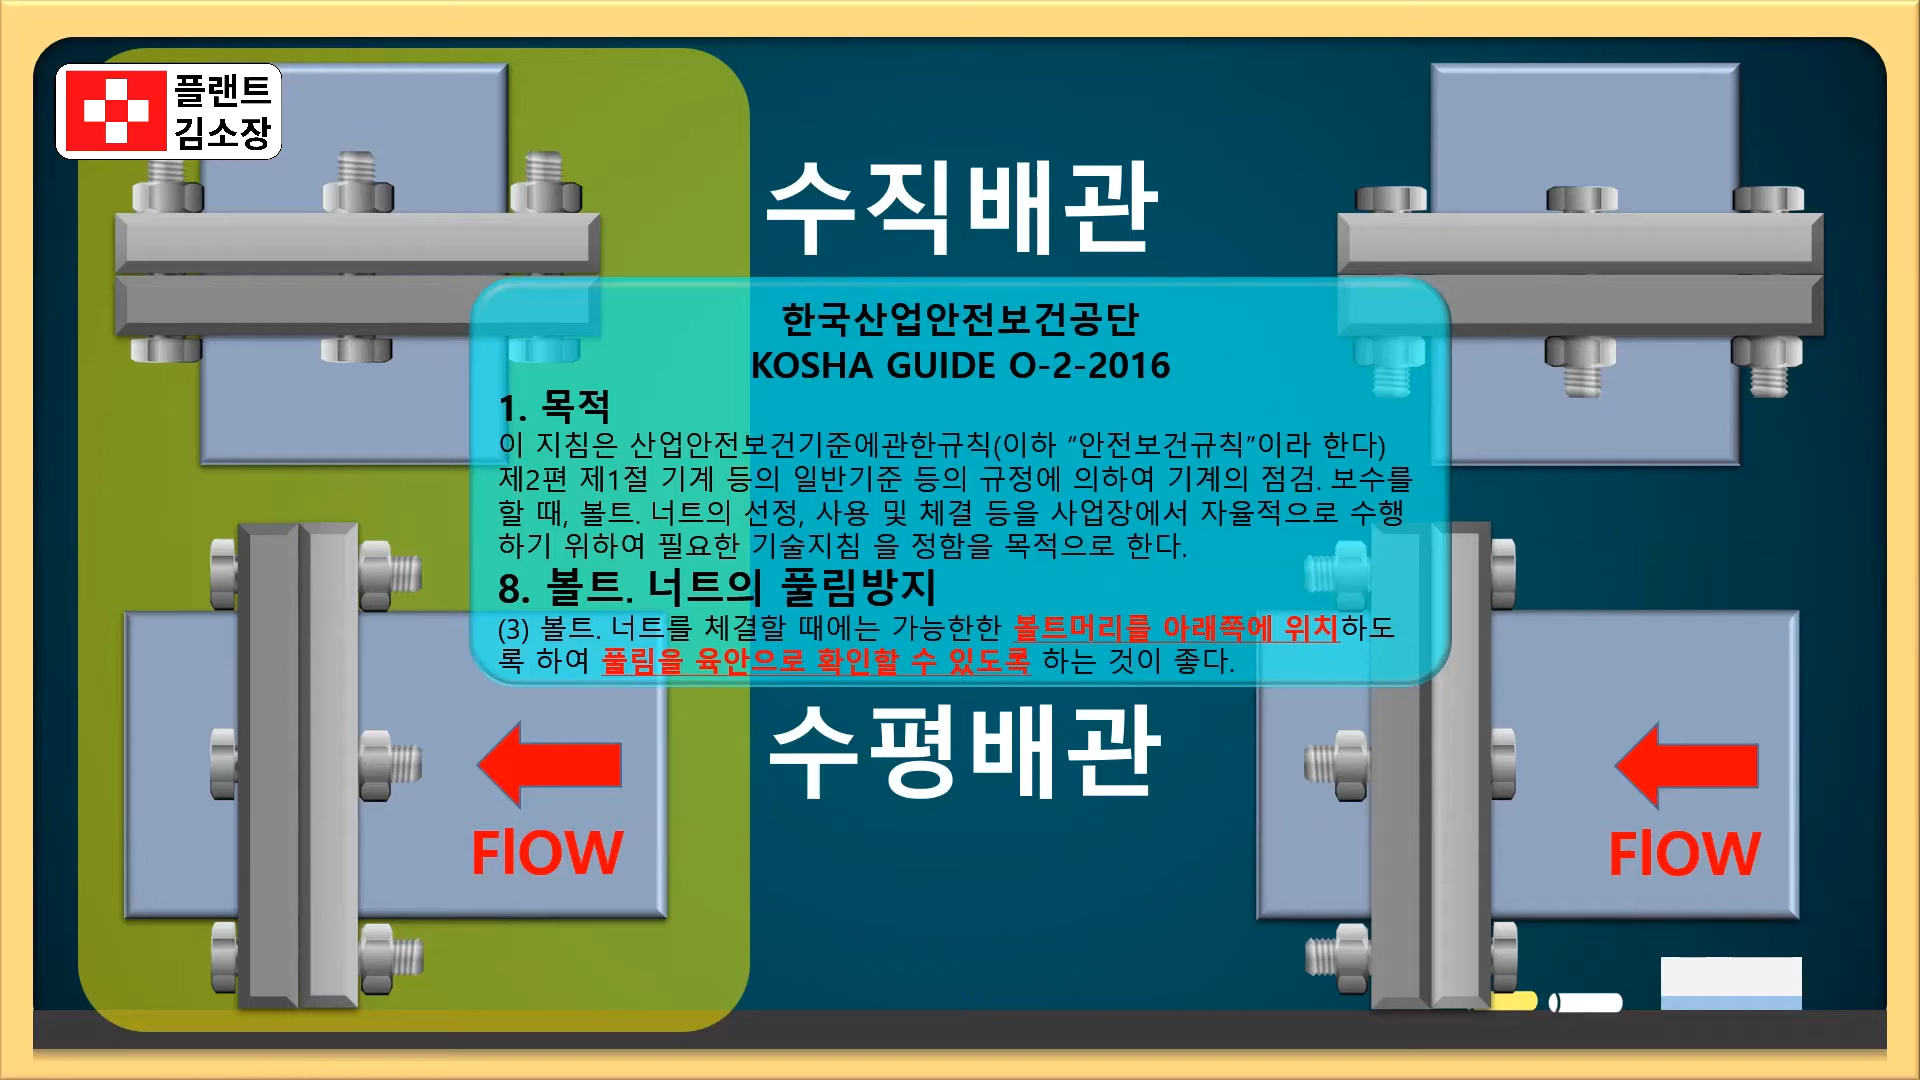 플랜트
김소장
수직배관
한국산업안전보건공단
KOSHA GUIDE O-2-2016
1. 목적
이 지침은 산업안전보건기준에관한규칙(이하 “안전보건규칙”이라 한다)
제2편 제1절 기계 등의 일반기준 등의 규정에 의하여 기계의 점검. 보수를
할 때, 볼트. 너트의 선정, 사용 및 체결 등을 사업장에서 자율적으로 수행
하기 위하여 필요한 기술지침 을 정함을 목적으로 한다.
8. 볼트. 너트의 풀림방지
(3) 볼트. 너트를 체결할 때에는 가능한한 볼트머리를 아래쪽에 위치하도
록 하여 풀림을 육안으로 확인할 수 있도록 하는 것이 좋다.
수평배관
FlOW
FlOW